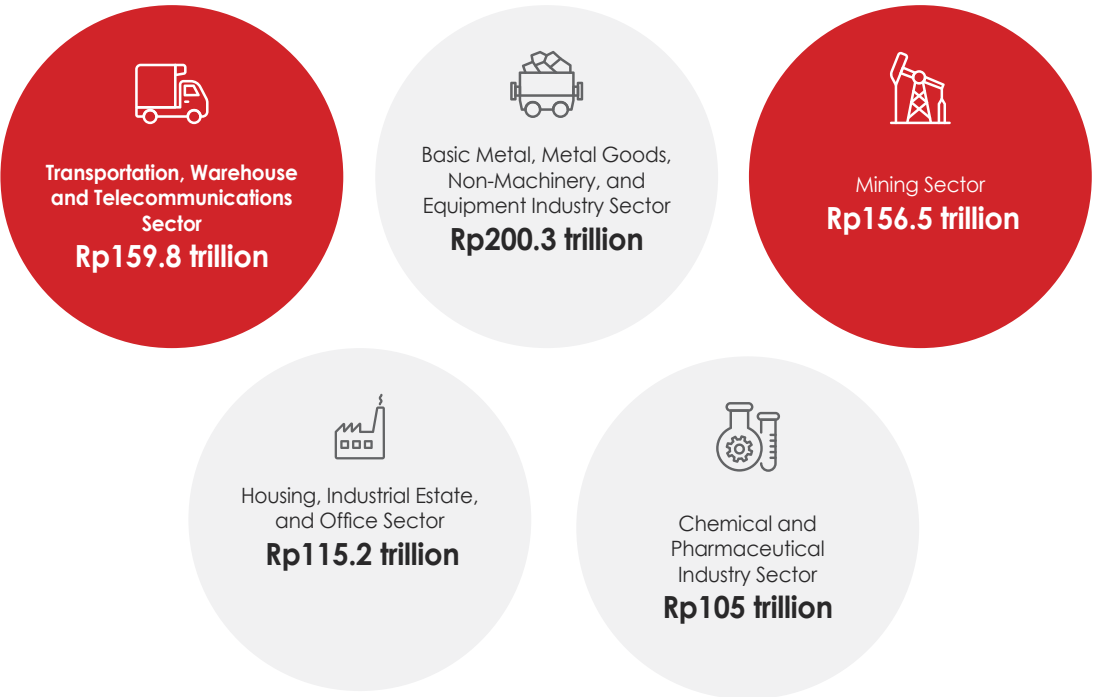 Transportation, Warehouse
and Telecommunications
Sector
Rp159.8 trillion
Basic Metal, Metal Goods,
Non-Machinery, and
Equipment Industry Sector
Rp200.3 trillion
Mining Sector
Rp156.5 trillion
Housing, Industrial Estate,
and Office Sector
Rp115.2 trillion
Chemical and
Pharmaceutical
Industry Sector
Rp105 trillion